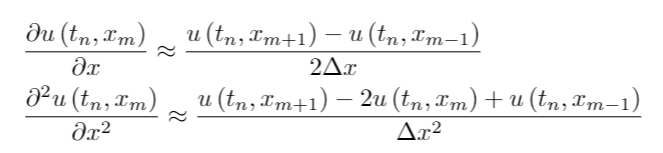 ∂u (tₙ, xₘ) / ∂x ≈ (u (tₙ, xₘ₊₁) − u (tₙ, xₘ₋₁)) / 2Δx
∂²u (tₙ, xₘ) / ∂x² ≈ (u (tₙ, xₘ₊₁) − 2u (tₙ, xₘ) + u (tₙ, xₘ₋₁)) / Δx²